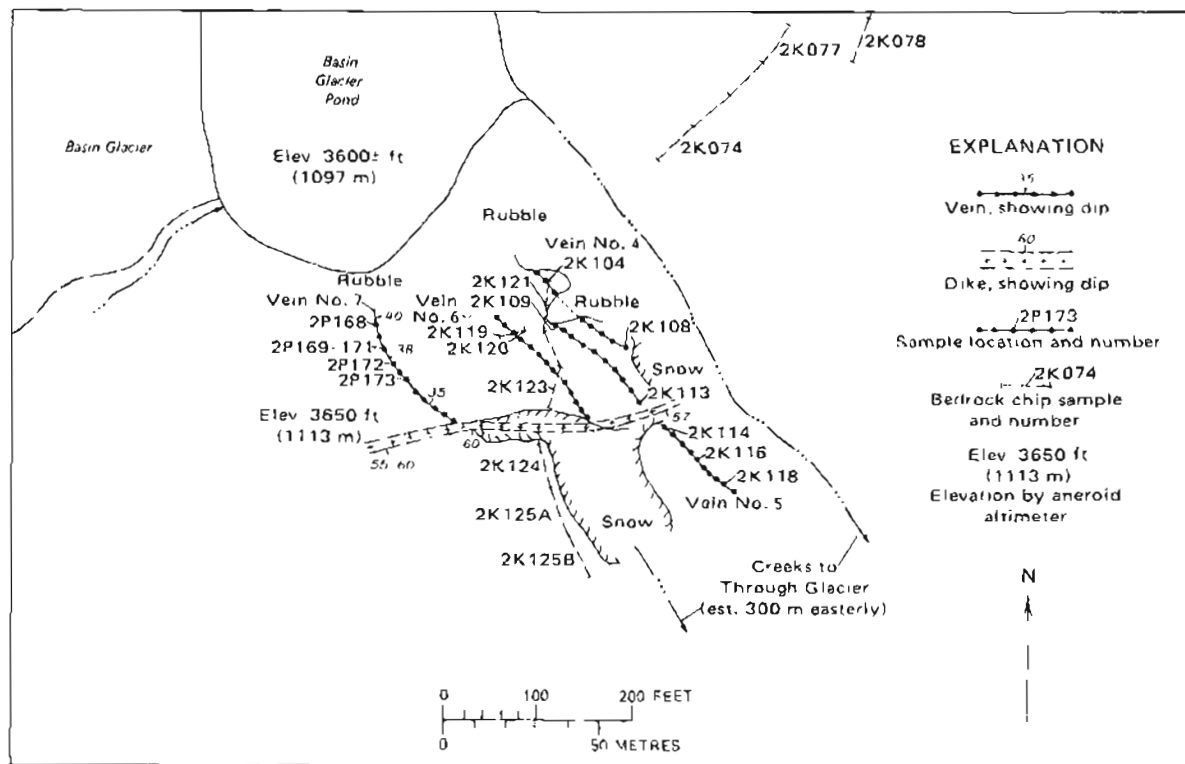 Basin
Glacier
Pond
Basin Glacier
Elev 3600± ft
(1097 m)
2K077
2K078
2K074
Rubble
Vein No. 4
2K104
2K121
2K109
Rubble
2K108
Rubble
Vein No. 7
40
2P168
Vein
No. 6
2K119
2K120
2P169-171
38
2P172
2P173
35
2K123
Snow
2K113
57
Elev 3650 ft
(1113 m)
55 60
60
2K114
2K116
2K118
Vein No. 5
2K124
2K125A
Snow
2K125B
Creeks to
Through Glacier
(est. 300 m easterly)
EXPLANATION
35
Vein, showing dip
60
Dike, showing dip
2P173
Sample location and number
2K074
Bedrock chip sample
and number
Elev 3650 ft
(1113 m)
Elevation by aneroid
altimeter
N
0 100 200 FEET
0 50 METRES